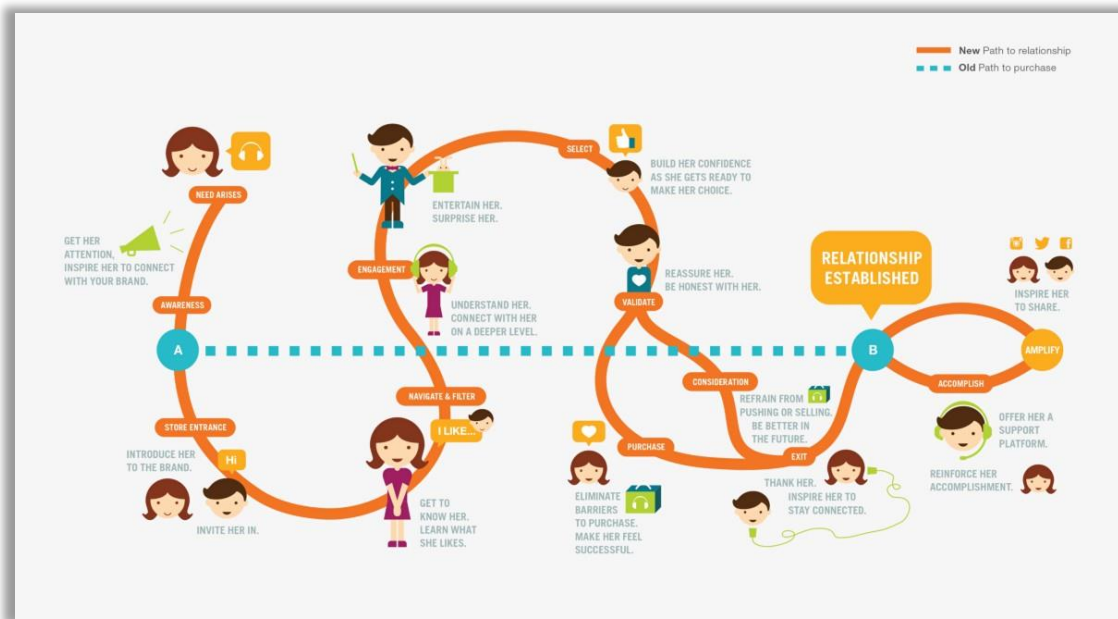 New Path to relationship
Old Path to purchase
NEED ARISES
GET HER
ATTENTION,
INSPIRE HER TO CONNECT
WITH YOUR BRAND.
AWARENESS
A
STORE ENTRANCE
INTRODUCE HER
TO THE BRAND.
Hi
INVITE HER IN.
ENTERTAIN HER.
SURPRISE HER.
ENGAGEMENT
UNDERSTAND HER.
CONNECT WITH HER
ON A DEEPER LEVEL.
NAVIGATE & FILTER
I LIKE...
GET TO
KNOW HER.
LEARN WHAT
SHE LIKES.
SELECT
BUILD HER CONFIDENCE
AS SHE GETS READY TO
MAKE HER CHOICE.
REASSURE HER.
BE HONEST WITH HER.
VALIDATE
CONSIDERATION
REFRAIN FROM
PUSHING OR SELLING.
BE BETTER IN
THE FUTURE.
PURCHASE
ELIMINATE
BARRIERS
TO PURCHASE.
MAKE HER FEEL
SUCCESSFUL.
EXIT
THANK HER.
INSPIRE HER TO
STAY CONNECTED.
RELATIONSHIP
ESTABLISHED
B
INSPIRE HER
TO SHARE.
AMPLIFY
ACCOMPLISH
OFFER HER A
SUPPORT
PLATFORM.
REINFORCE HER
ACCOMPLISHMENT.